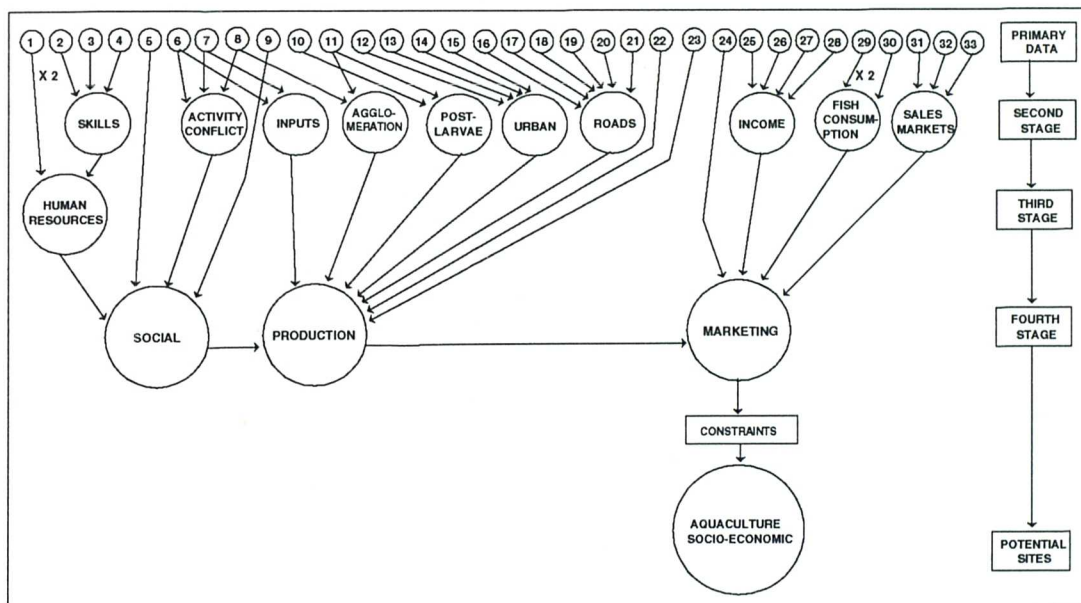 1 2 3 4 5 6 7 8 9 10 11 12 13 14 15 16 17 18 19 20 21 22 23 24 25 26 27 28 29 30 31 32 33
PRIMARY
DATA
X 2
X 2
SKILLS
ACTIVITY
CONFLICT
INPUTS
AGGLO-
MERATION
POST-
LARVAE
URBAN
ROADS
INCOME
FISH
CONSUM-
PTION
SALES
MARKETS
SECOND
STAGE
HUMAN
RESOURCES
THIRD
STAGE
SOCIAL
PRODUCTION
MARKETING
FOURTH
STAGE
CONSTRAINTS
AQUACULTURE
SOCIO-ECONOMIC
POTENTIAL
SITES